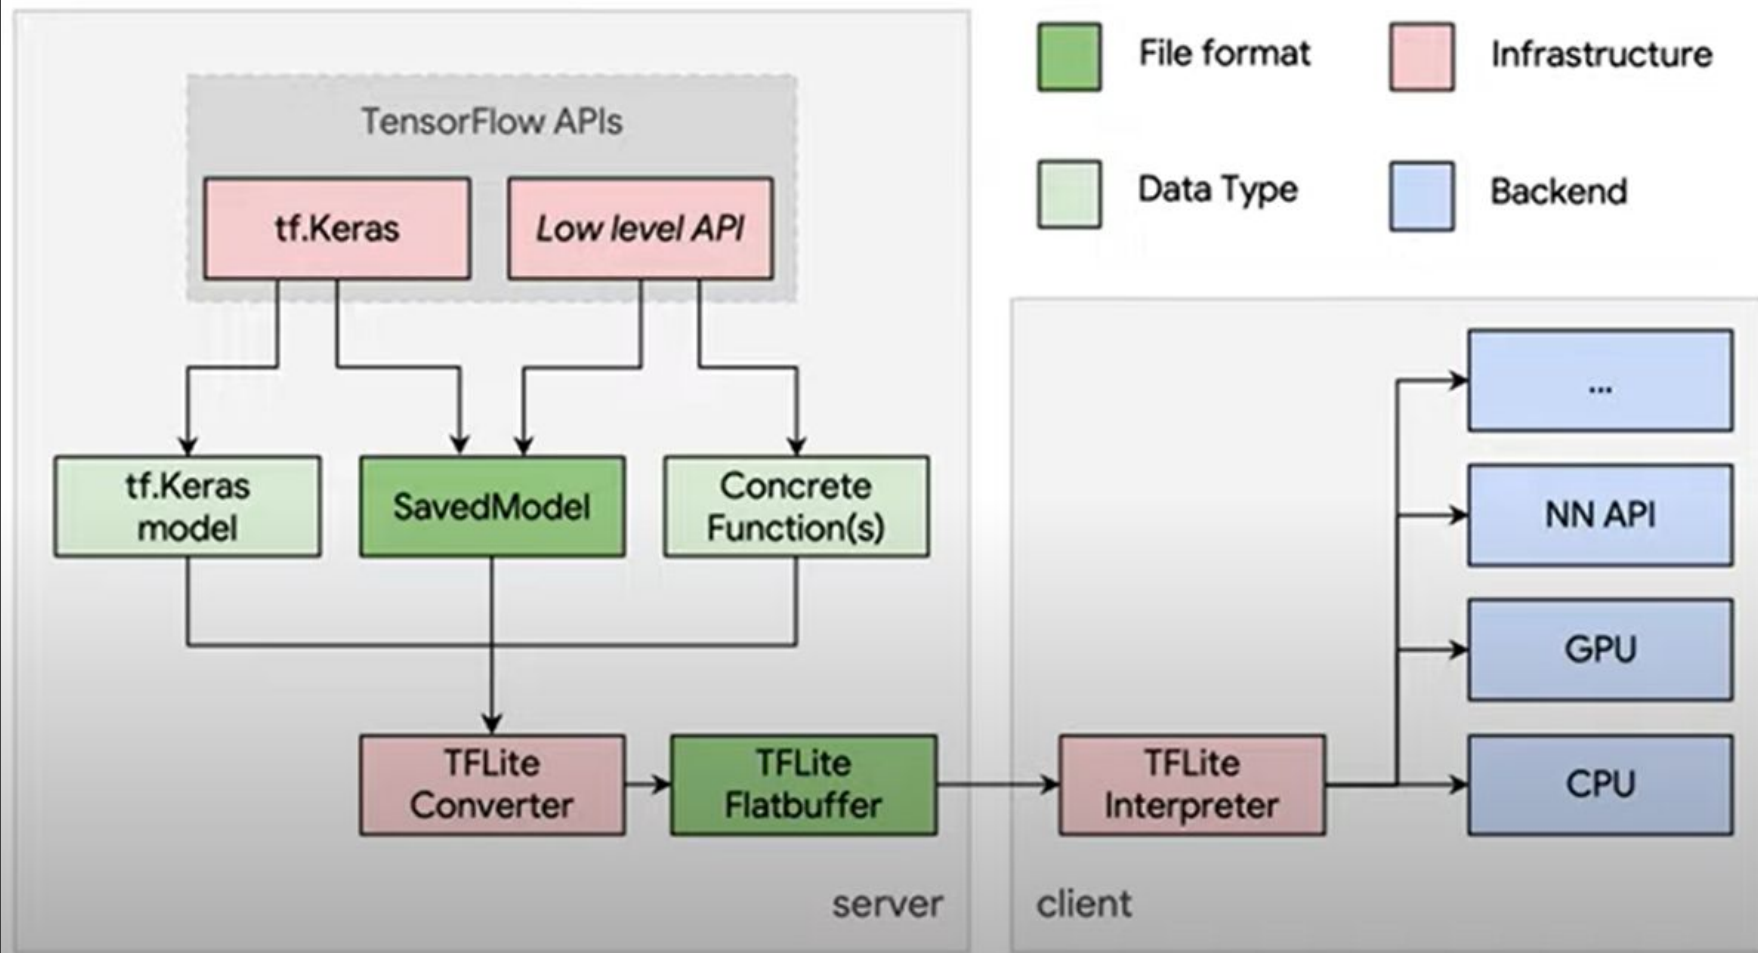 File format
Infrastructure
Data Type
Backend
TensorFlow APIs
tf.Keras
Low level API
tf.Keras
model
SavedModel
Concrete
Function(s)
TFLite
Converter
TFLite
Flatbuffer
server
TFLite
Interpreter
...
NN API
GPU
CPU
client